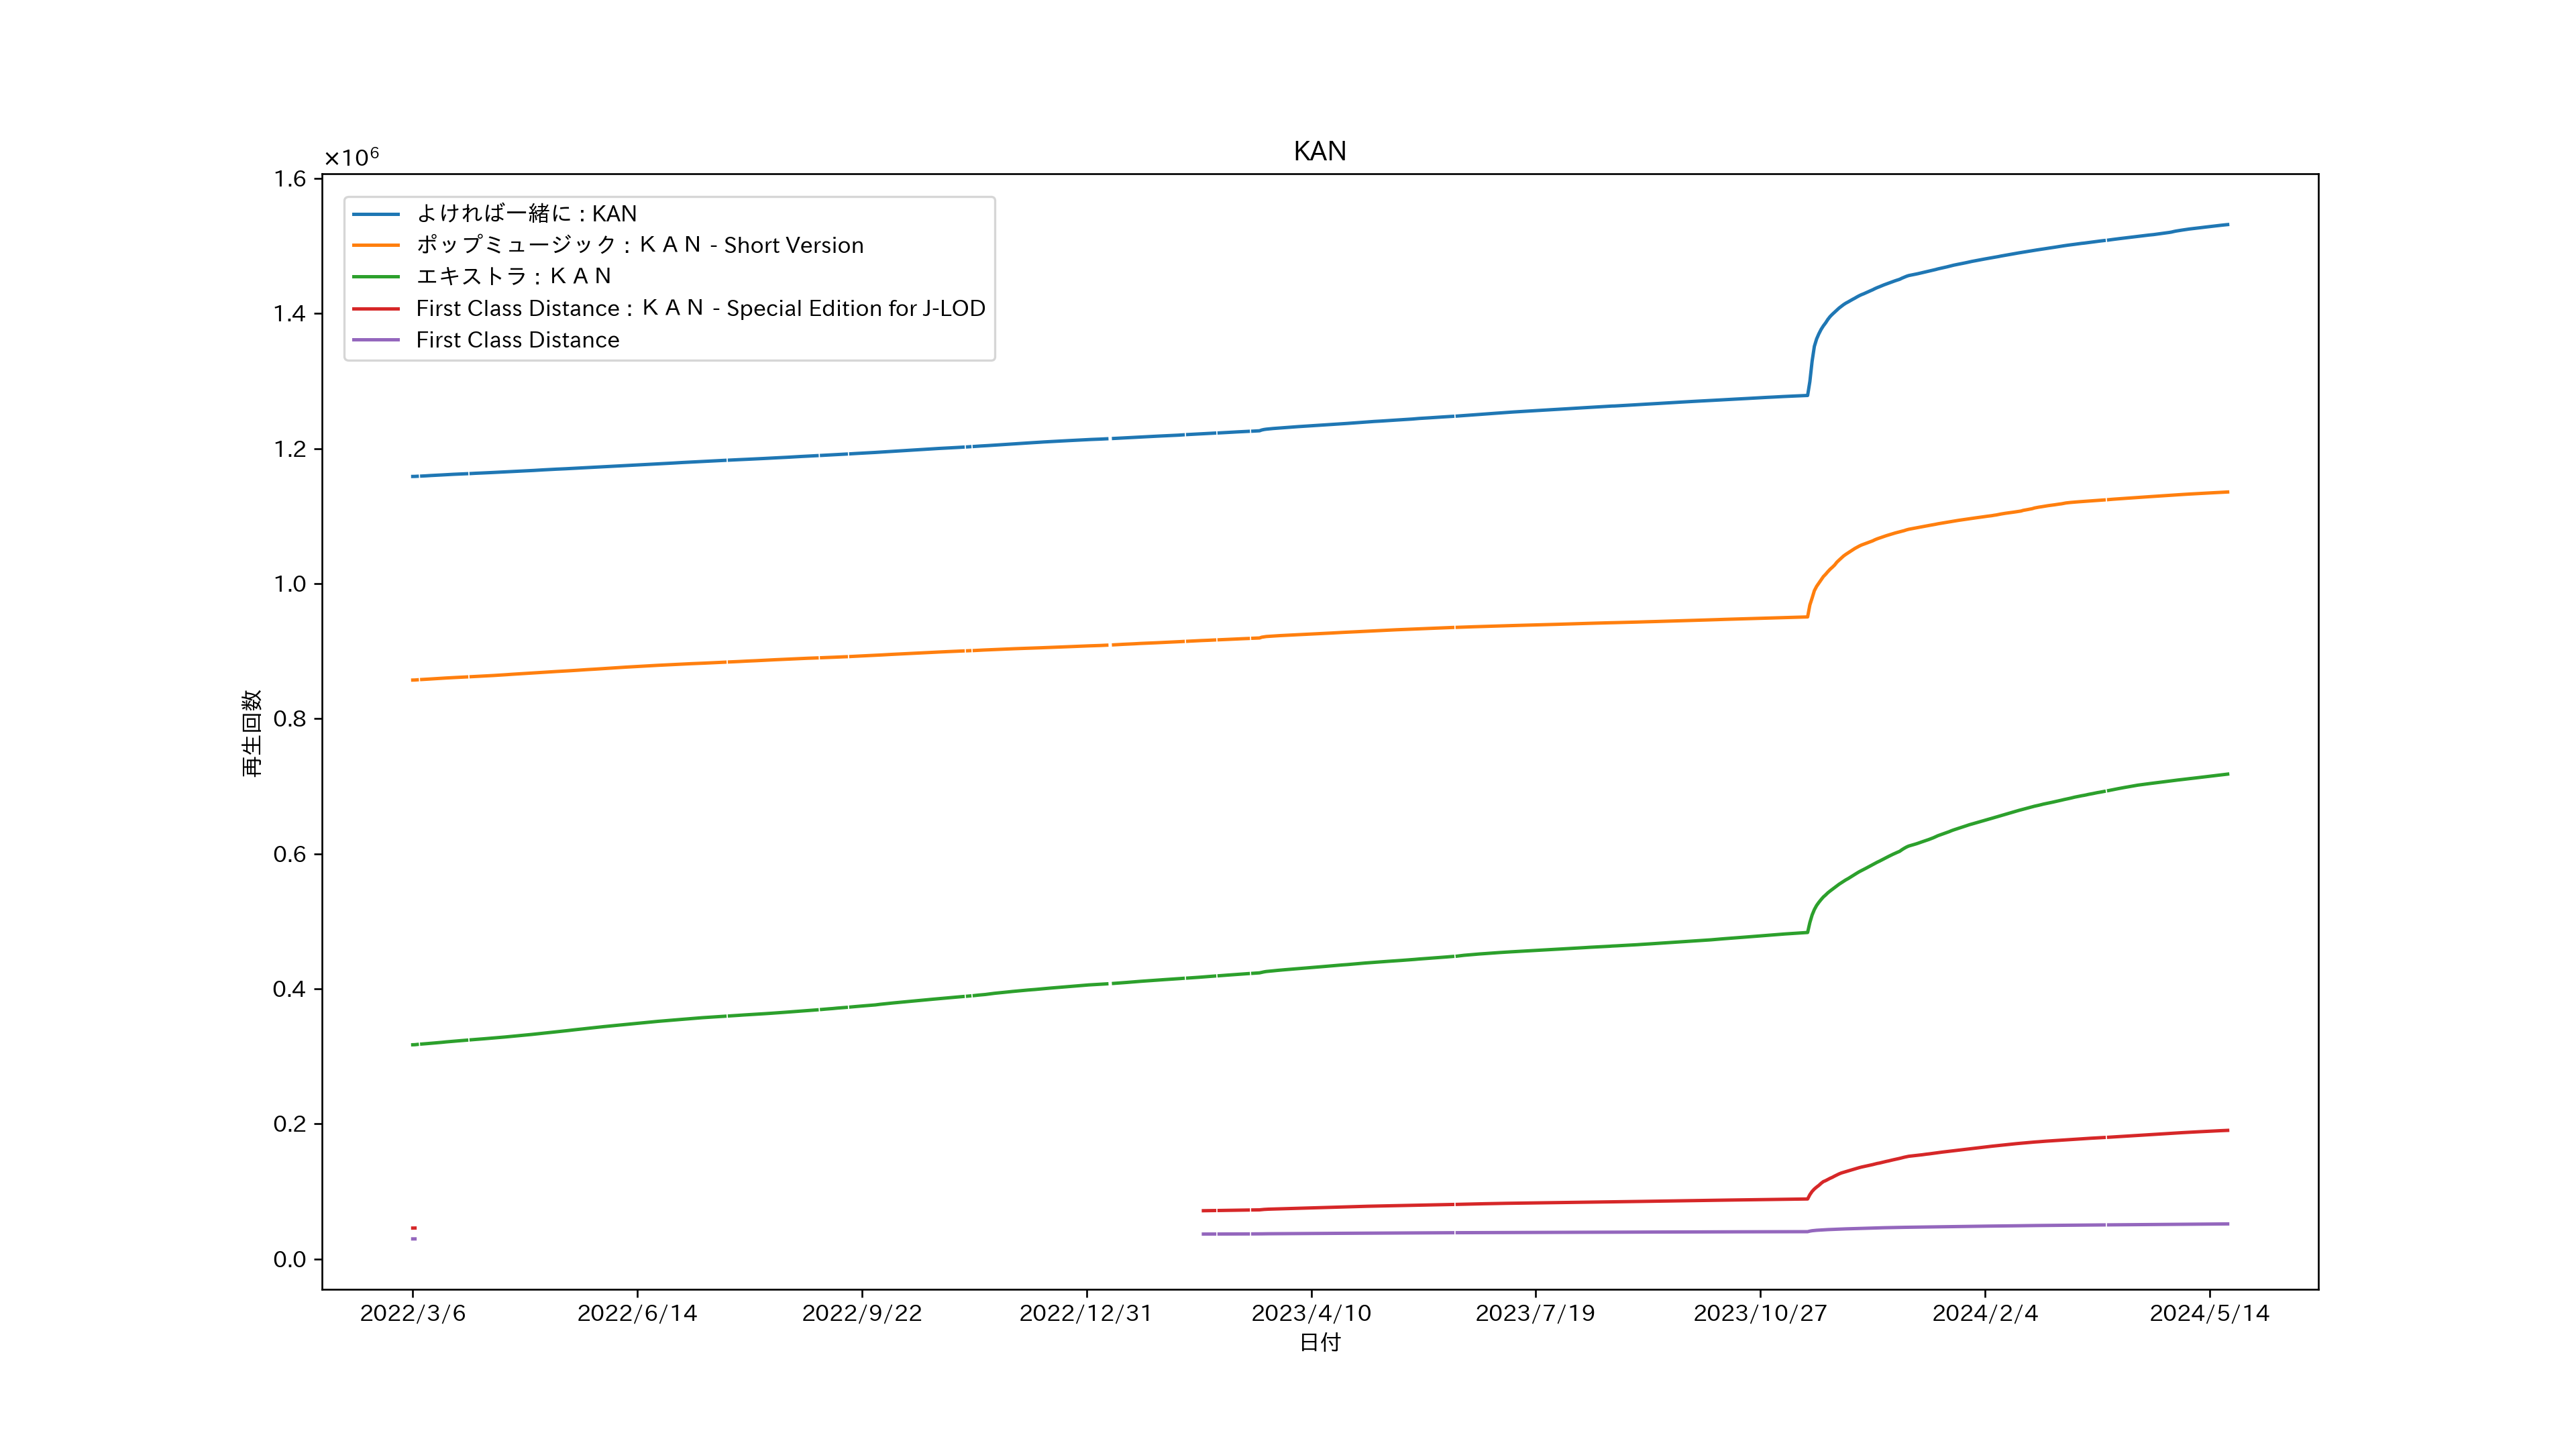 KAN
×10⁶
1.6
1.4
1.2
1.0
0.8
0.6
0.4
0.2
0.0
再生回数
よければ一緒に : KAN
ポップミュージック : ＫＡＮ - Short Version
エキストラ : ＫＡＮ
First Class Distance : ＫＡＮ - Special Edition for J-LOD
First Class Distance
2022/3/6 2022/6/14 2022/9/22 2022/12/31 2023/4/10 2023/7/19 2023/10/27 2024/2/4 2024/5/14
日付